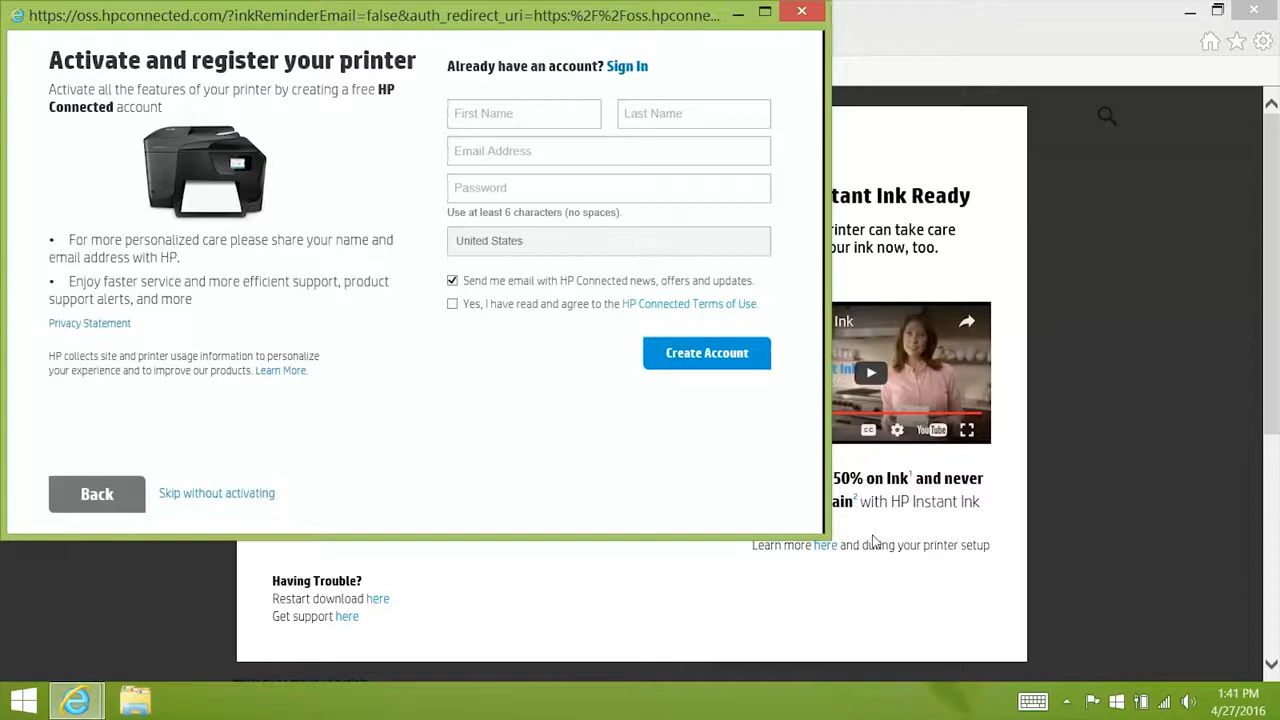 https://oss.hpconnected.com/?inkReminderEmail=false&auth_redirect_uri=https:%2F%2Foss.hpconne...
Activate and register your printer
Activate all the features of your printer by creating a free HP
Connected account
• For more personalized care please share your name and
email address with HP.
• Enjoy faster service and more efficient support, product
support alerts, and more
Privacy Statement
HP collects site and printer usage information to personalize
your experience and to improve our products. Learn More.
Back
Skip without activating
Already have an account? Sign In
First Name
Last Name
Email Address
Password
Use at least 6 characters (no spaces).
United States
Send me email with HP Connected news, offers and updates.
Yes, I have read and agree to the HP Connected Terms of Use.
Create Account
tant Ink Ready
rinter can take care
our ink now, too.
Ink
CC
YouTube
50% on Ink1 and never
ain2 with HP Instant Ink
Learn more here and during your printer setup
Having Trouble?
Restart download here
Get support here
1:41 PM
4/27/2016